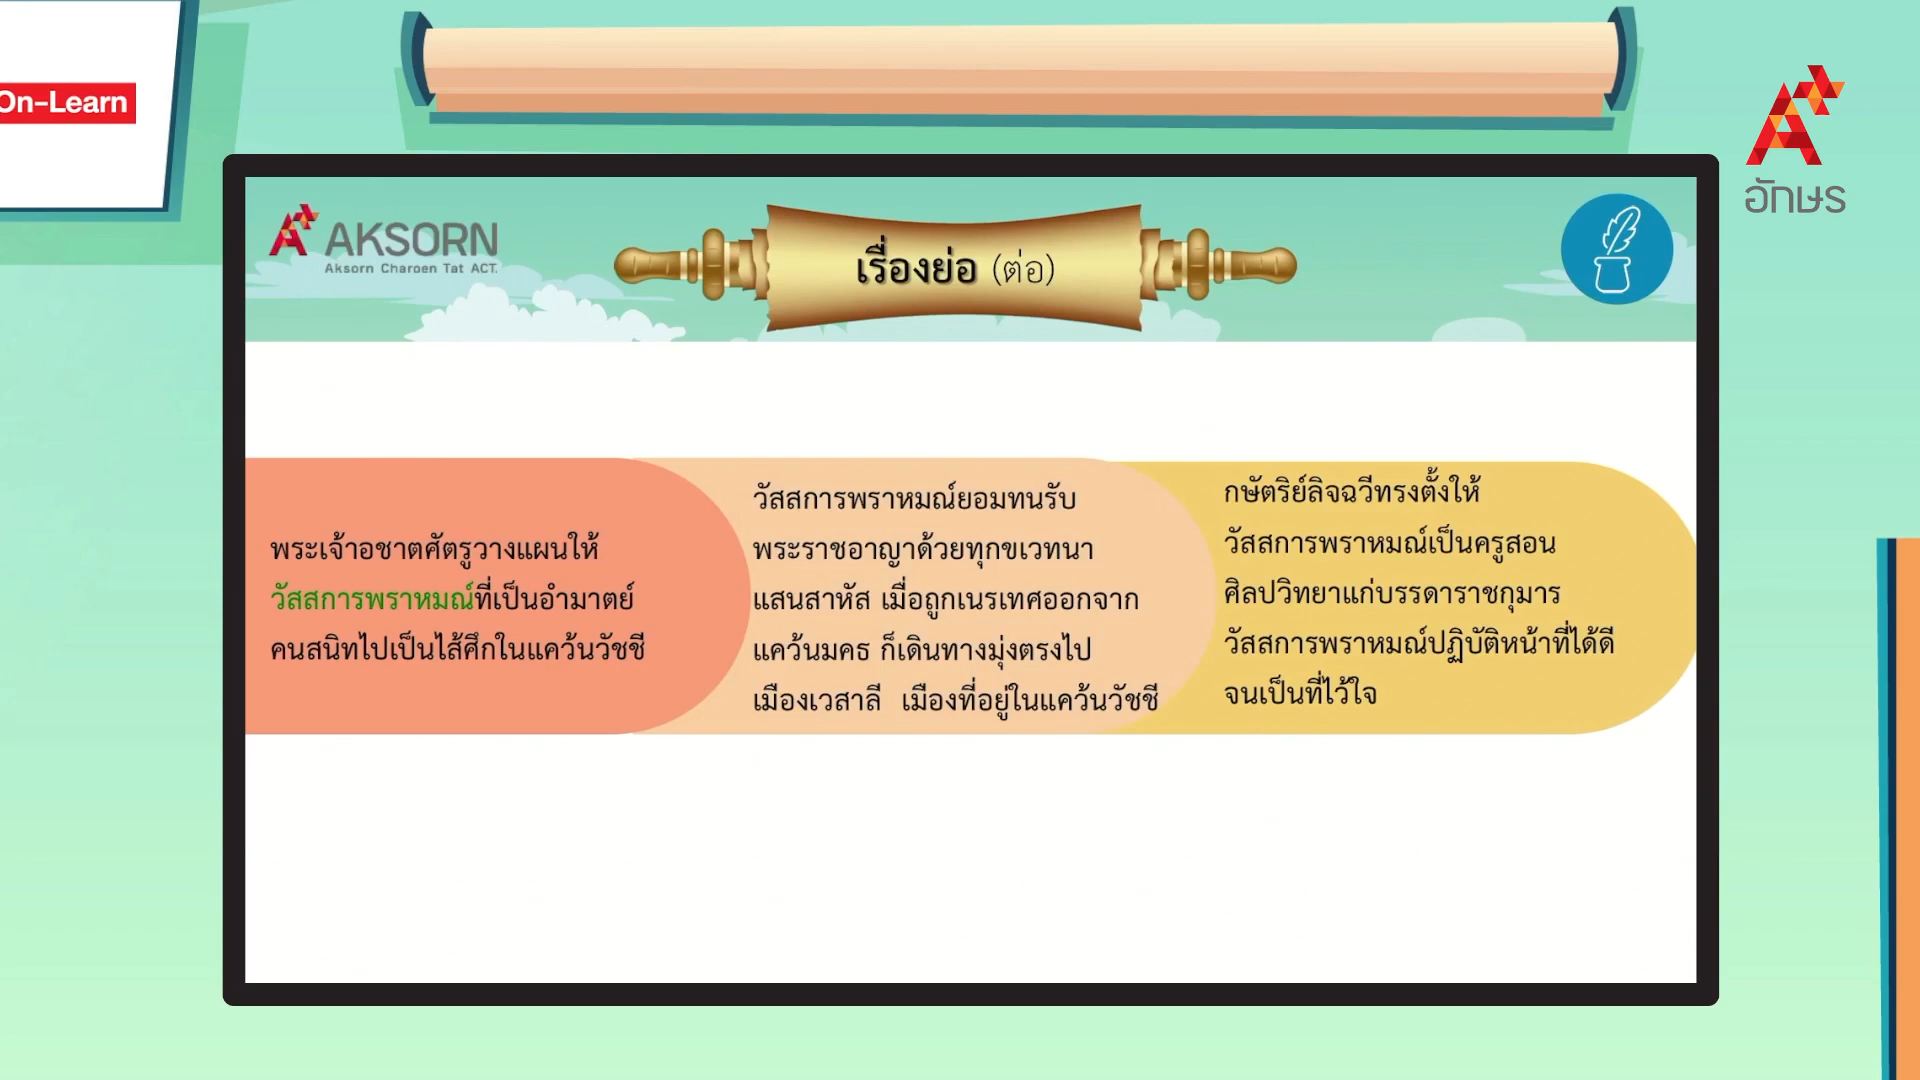 On-Learn
อักษร
AKSORN
Aksorn Charoen Tat ACT.
เรื่องย่อ (ต่อ)
พระเจ้าอชาตศัตรูวางแผนให้
วัสสการพราหมณ์ที่เป็นอำมาตย์
คนสนิทไปเป็นไส้ศึกในแคว้นวัชชี
วัสสการพราหมณ์ยอมทนรับ
พระราชอาญาด้วยทุกขเวทนา
แสนสาหัส เมื่อถูกเนรเทศออกจาก
แคว้นมคธ ก็เดินทางมุ่งตรงไป
เมืองเวสาลี เมืองที่อยู่ในแคว้นวัชชี
กษัตริย์ลิจฉวีทรงตั้งให้
วัสสการพราหมณ์เป็นครูสอน
ศิลปวิทยาแก่บรรดาราชกุมาร
วัสสการพราหมณ์ปฏิบัติหน้าที่ได้ดี
จนเป็นที่ไว้ใจ